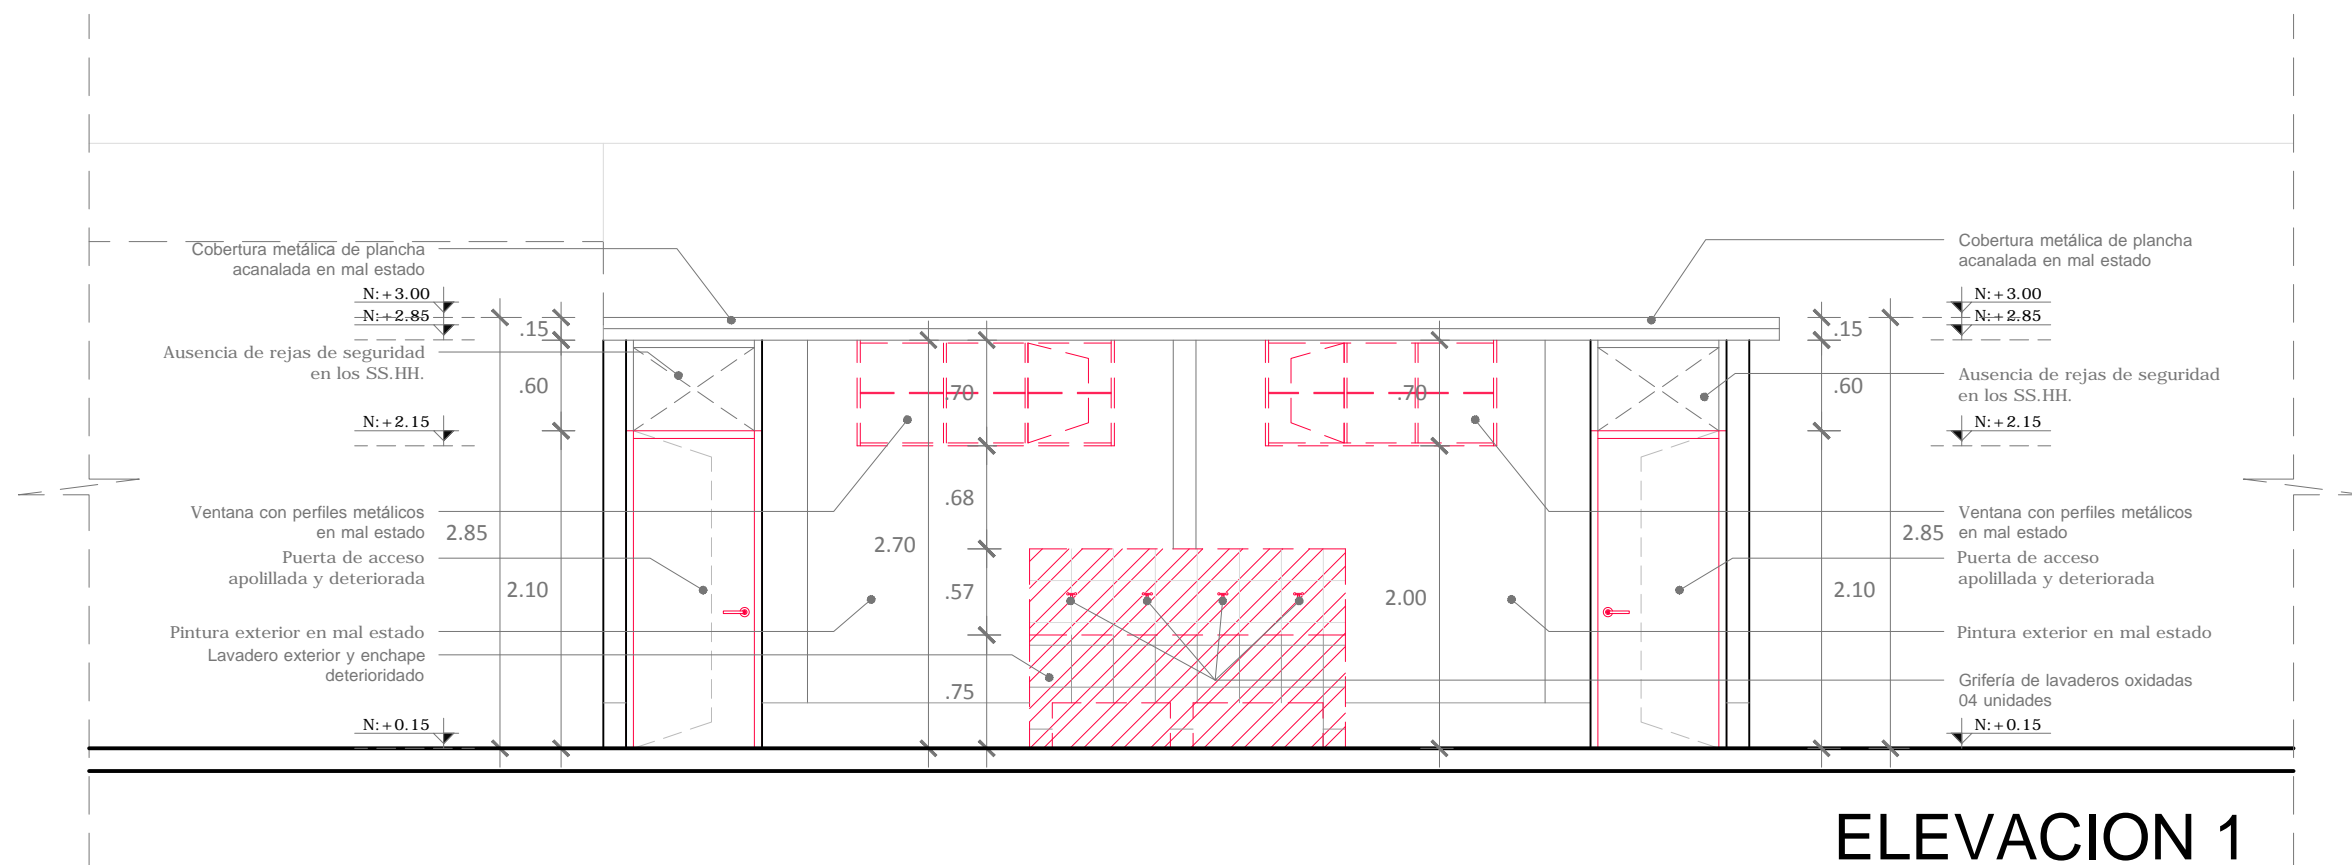 Cobertura metálica de plancha
acanalada en mal estado
N:+3.00
N:+2.85
.15
Ausencia de rejas de seguridad
en los SS.HH.
.60
N:+2.15
Ventana con perfiles metálicos
en mal estado
2.85
Puerta de acceso
apolillada y deteriorada
2.10
Pintura exterior en mal estado
Lavadero exterior y enchape
deterioridado
N:+0.15
.70
.68
2.70
.57
.75
.70
2.00
Cobertura metálica de plancha
acanalada en mal estado
N:+3.00
N:+2.85
.15
Ausencia de rejas de seguridad
en los SS.HH.
.60
N:+2.15
Ventana con perfiles metálicos
en mal estado
2.85
Puerta de acceso
apolillada y deteriorada
2.10
Pintura exterior en mal estado
Grifería de lavaderos oxidadas
04 unidades
N:+0.15
ELEVACION 1